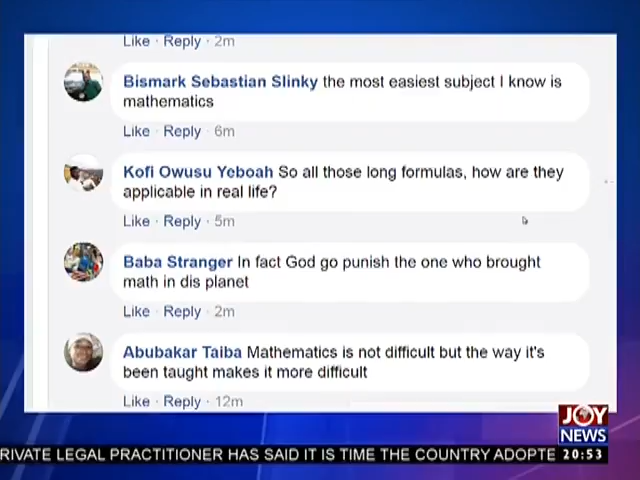 Like · Reply · 2m
Bismark Sebastian Slinky the most easiest subject I know is
mathematics
Like · Reply · 6m
Kofi Owusu Yeboah So all those long formulas, how are they
applicable in real life?
Like · Reply · 5m
Baba Stranger In fact God go punish the one who brought
math in dis planet
Like · Reply · 2m
Abubakar Taiba Mathematics is not difficult but the way it's
been taught makes it more difficult
Like · Reply · 12m
JOY
NEWS
RIVATE LEGAL PRACTITIONER HAS SAID IT IS TIME THE COUNTRY ADOPTE 20:53